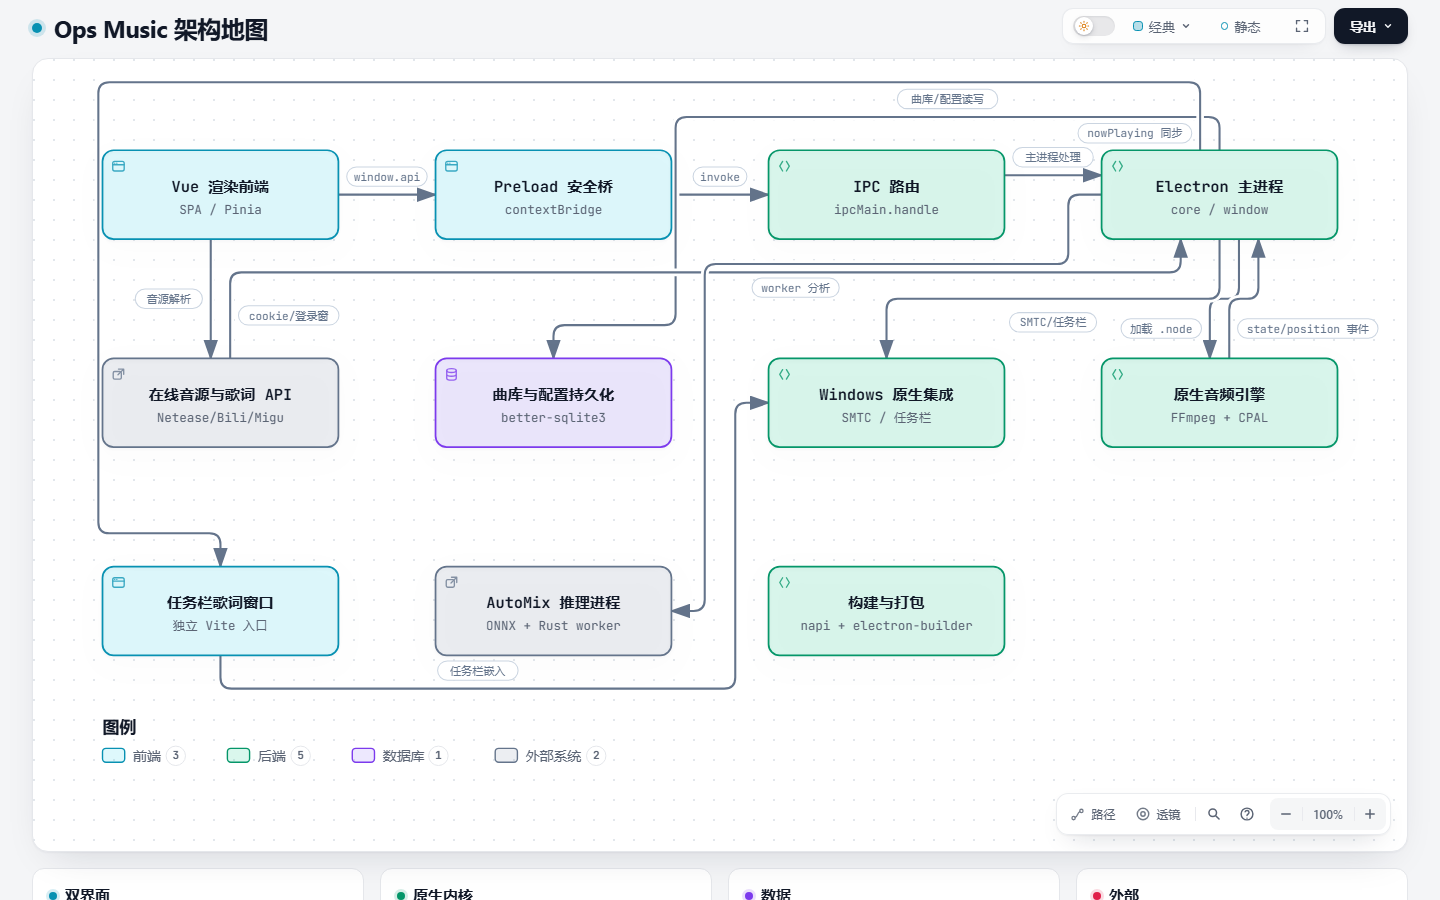 Ops Music 架构地图
经典
静态
导出
曲库/配置读写
nowPlaying 同步
主进程处理
window.api
invoke
Vue 渲染前端
SPA / Pinia
Preload 安全桥
contextBridge
IPC 路由
ipcMain.handle
Electron 主进程
core / window
音源解析
cookie/登录窗
worker 分析
SMTC/任务栏
加载 .node
state/position 事件
在线音源与歌词 API
Netease/Bili/Migu
曲库与配置持久化
better-sqlite3
Windows 原生集成
SMTC / 任务栏
原生音频引擎
FFmpeg + CPAL
任务栏歌词窗口
独立 Vite 入口
AutoMix 推理进程
ONNX + Rust worker
构建与打包
napi + electron-builder
任务栏嵌入
图例
前端 3
后端 5
数据库 1
外部系统 2
路径
透镜
100%
双界面
原生内核
数据
外部